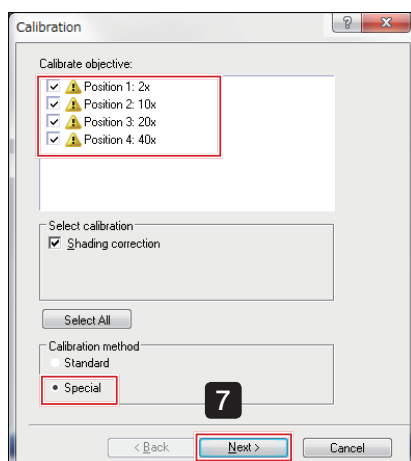 Calibration
Calibrate objective:
Position 1: 2x
Position 2: 10x
Position 3: 20x
Position 4: 40x
Select calibration
Shading correction
Select All
Calibration method
Standard
Special
7
< Back Next > Cancel